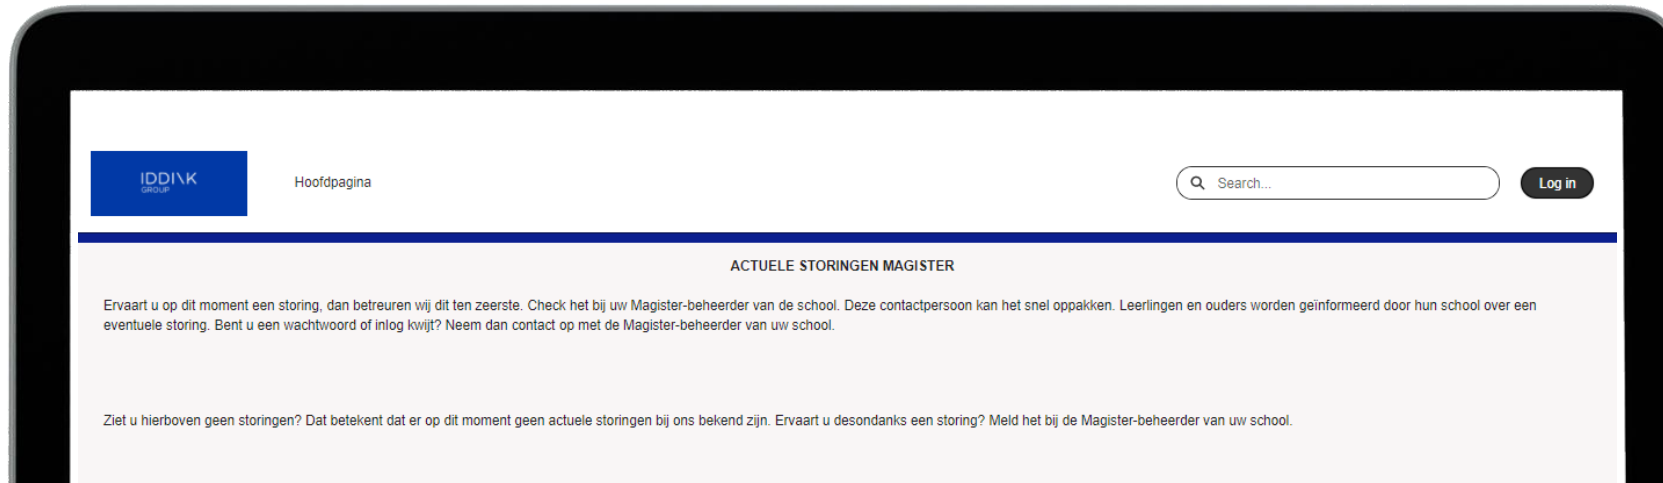 IDDINK
GROUP
Hoofdpagina
Search...
Log in
ACTUELE STORINGEN MAGISTER
Ervaart u op dit moment een storing, dan betreuren wij dit ten zeerste. Check het bij uw Magister-beheerder van de school. Deze contactpersoon kan het snel oppakken. Leerlingen en ouders worden geïnformeerd door hun school over een
eventuele storing. Bent u een wachtwoord of inlog kwijt? Neem dan contact op met de Magister-beheerder van uw school.
Ziet u hierboven geen storingen? Dat betekent dat er op dit moment geen actuele storingen bij ons bekend zijn. Ervaart u desondanks een storing? Meld het bij de Magister-beheerder van uw school.